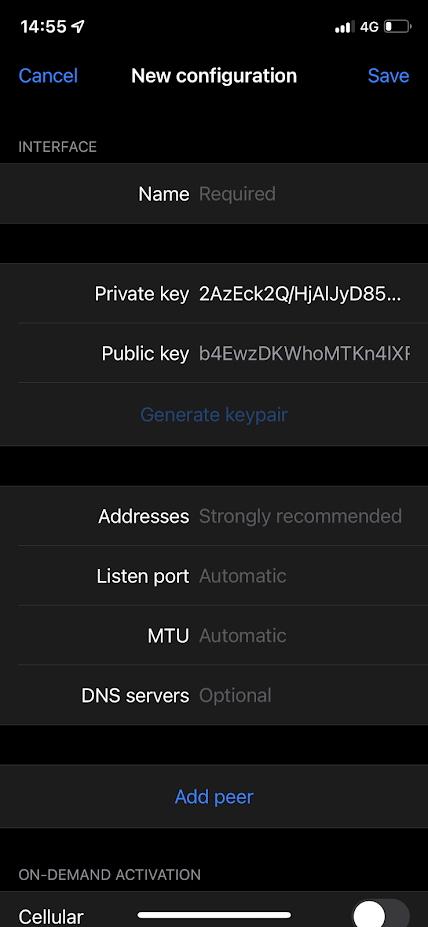 14:55 4G
Cancel New configuration Save
INTERFACE
Name Required
Private key 2AzEck2Q/HjAlJyD85...
Public key b4EwzDKWhoMTKn4lXF
Generate keypair
Addresses Strongly recommended
Listen port Automatic
MTU Automatic
DNS servers Optional
Add peer
ON-DEMAND ACTIVATION
Cellular